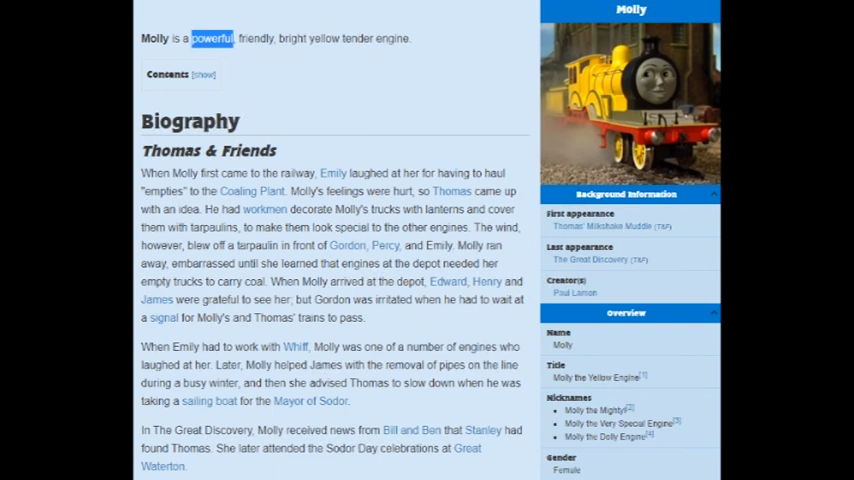 Molly is a powerful, friendly, bright yellow tender engine.
Contents [show]
Biography
Thomas & Friends
When Molly first came to the railway, Emily laughed at her for having to haul
"empties" to the Coaling Plant. Molly's feelings were hurt, so Thomas came up
with an idea. He had workmen decorate Molly's trucks with lanterns and cover
them with tarpaulins, to make them look special to the other engines. The wind,
however, blew off a tarpaulin in front of Gordon, Percy, and Emily. Molly ran
away, embarrassed until she learned that engines at the depot needed her
empty trucks to carry coal. When Molly arrived at the depot, Edward, Henry and
James were grateful to see her, but Gordon was irritated when he had to wait at
a signal for Molly's and Thomas' trains to pass.
When Emily had to work with Whiff, Molly was one of a number of engines who
laughed at her. Later, Molly helped James with the removal of pipes on the line
during a busy winter, and then she advised Thomas to slow down when he was
taking a sailing boat for the Mayor of Sodor.
In The Great Discovery, Molly received news from Bill and Ben that Stanley had
found Thomas. She later attended the Sodor Day celebrations at Great
Waterton.
Molly
Background Information
First appearance
Thomas' Milkshake Muddle (T&F)
Last appearance
The Great Discovery (T&F)
Creator(s)
Paul Larson
Overview
Name
Molly
Title
Molly the Yellow Engine[1]
Nicknames
Molly the Mighty![2]
Molly the Very Special Engine[3]
Molly the Dolly Engine[4]
Gender
Female